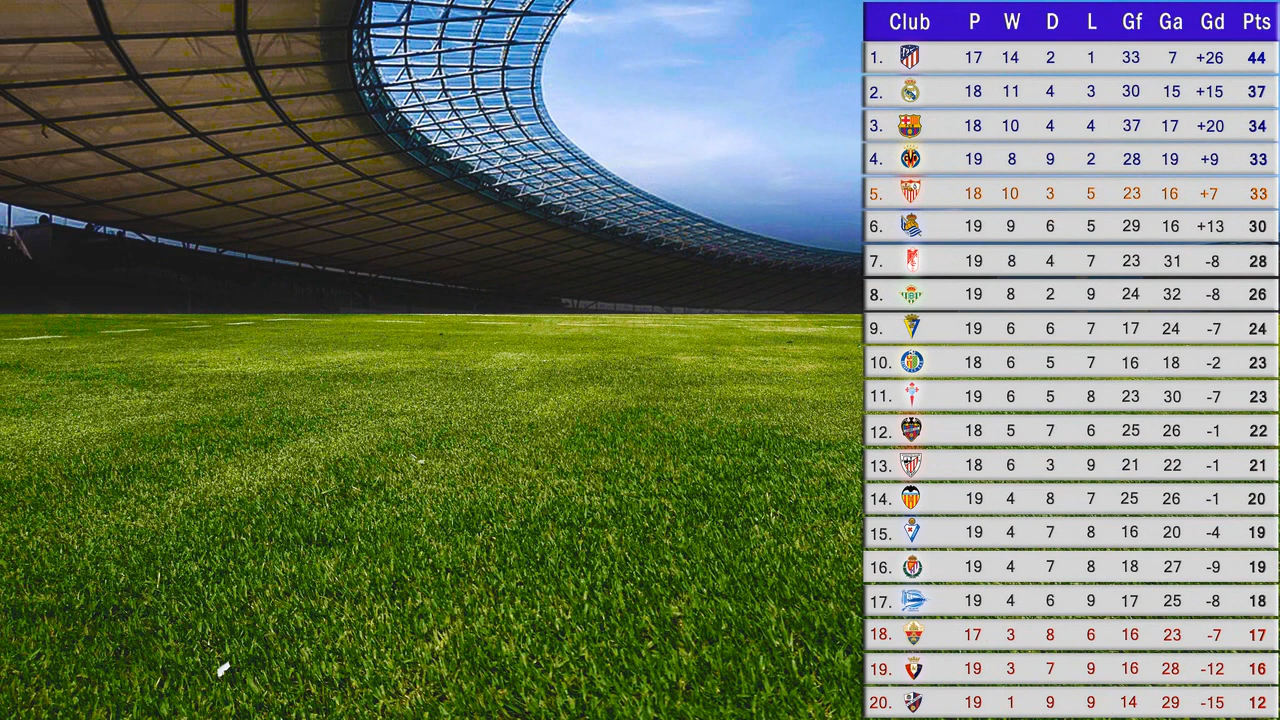 Club P W D L Gf Ga Gd Pts
1. 17 14 2 33 7 +26 44
2. 18 11 4 3 30 15 +15 37
3. 18 10 4 4 37 17 +20 34
4. 19 8 9 2 28 19 +9 33
5. 18 10 3 5 23 16 +7 33
6. 19 9 6 5 29 16 +13 30
7. 19 8 4 7 23 31 -8 28
8. 19 8 2 9 24 32 -8 26
9. 19 6 6 7 17 24 -7 24
10. 18 6 5 7 16 18 -2 23
11. 19 6 5 8 23 30 -7 23
12. 18 5 7 6 25 26 -1 22
13. 18 6 3 9 21 22 -1 21
14. 19 4 8 7 25 26 -1 20
15. 19 4 7 8 16 20 -4 19
16. 19 4 7 8 18 27 -9 19
17. 19 4 6 9 17 25 -8 18
18. 17 3 8 6 16 23 -7 17
19. 19 3 7 9 16 28 -12 16
20. 19 1 9 9 14 29 -15 12